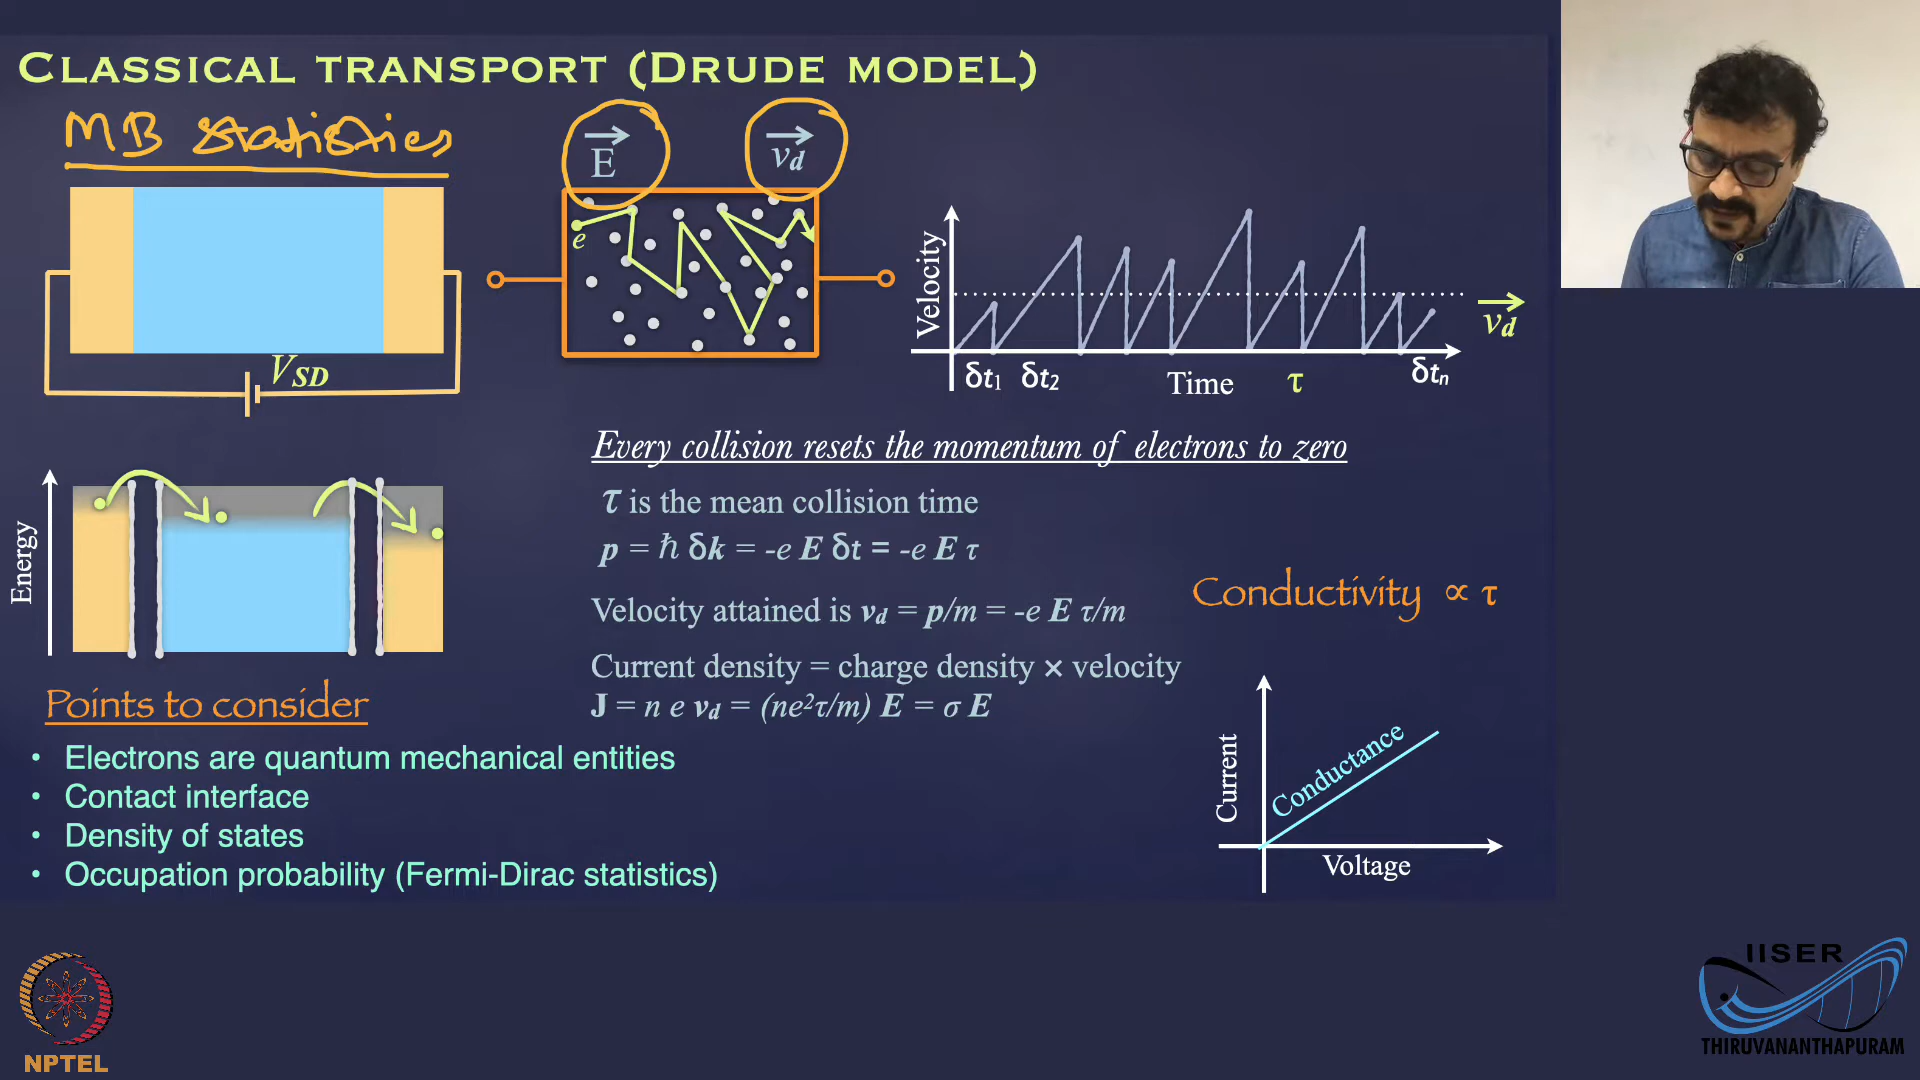 CLASSICAL TRANSPORT (DRUDE MODEL)
MB statistics
E
v_d
e
V_SD
Velocity
v_d
δt₁ δt₂ Time τ δtₙ
Every collision resets the momentum of electrons to zero
τ is the mean collision time
p = ℏ δk = -e E δt = -e E τ
Velocity attained is v_d = p/m = -e E τ/m
Conductivity ∝ τ
Current density = charge density × velocity
J = n e v_d = (ne²τ/m) E = σ E
Energy
Points to consider
• Electrons are quantum mechanical entities
• Contact interface
• Density of states
• Occupation probability (Fermi-Dirac statistics)
Current
Conductance
Voltage
NPTEL
IISER
THIRUVANANTHAPURAM